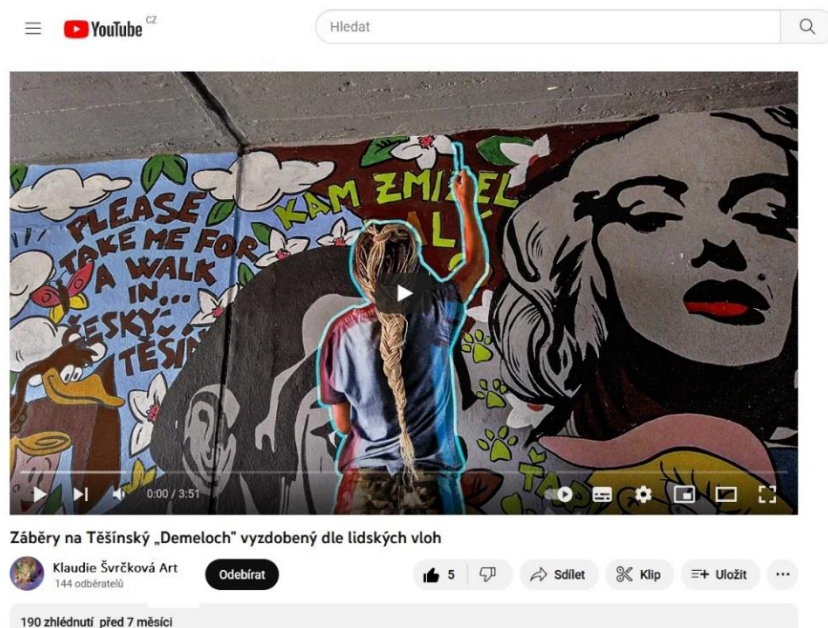 YouTube CZ
Hledat
PLEASE
TAKE ME FOR
A WALK
IN...
ČESKÝ
TĚŠÍN
KAM ZMIZEL
0:00 / 3:51
Záběry na Těšínský „Demeloch" vyzdobený dle lidských vloh
Klaudie Švrčková Art
144 odběratelů
Odebírat
5
Sdílet
Klip
Uložit
190 zhlédnutí před 7 měsíci